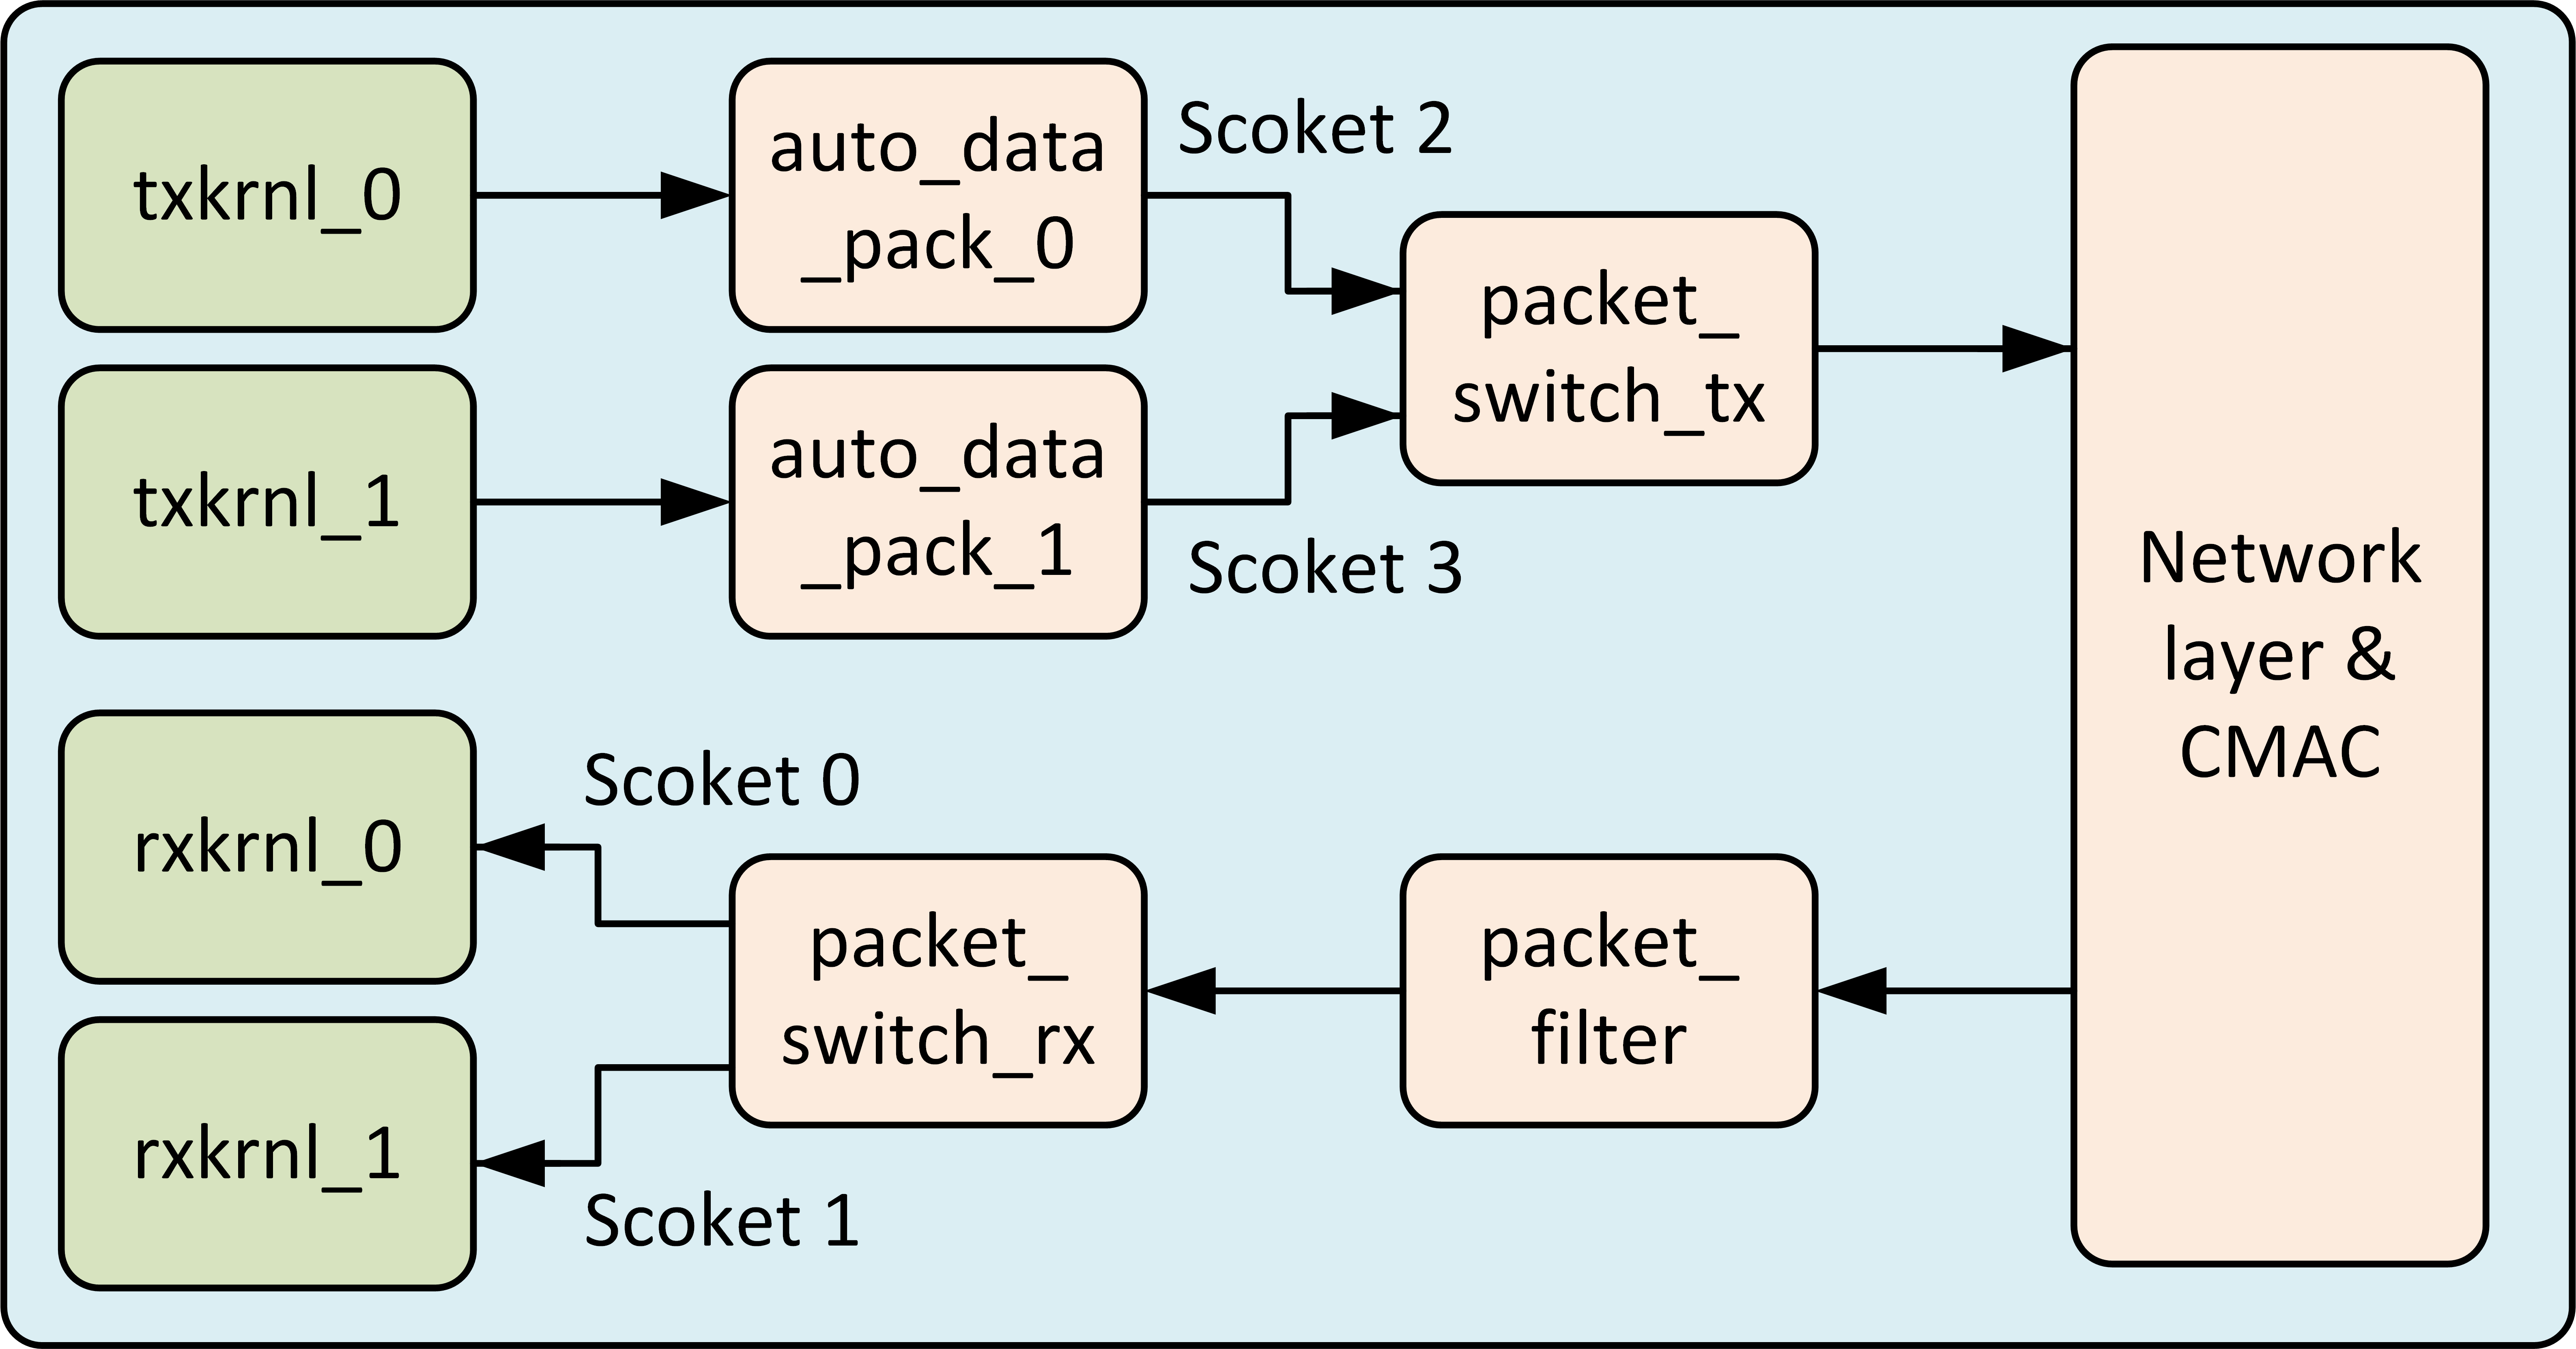 txkrnl_0
auto_data
_pack_0
Scoket 2
packet_
switch_tx
txkrnl_1
auto_data
_pack_1
Scoket 3
Network
layer &
CMAC
rxkrnl_0
Scoket 0
packet_
switch_rx
packet_
filter
rxkrnl_1
Scoket 1